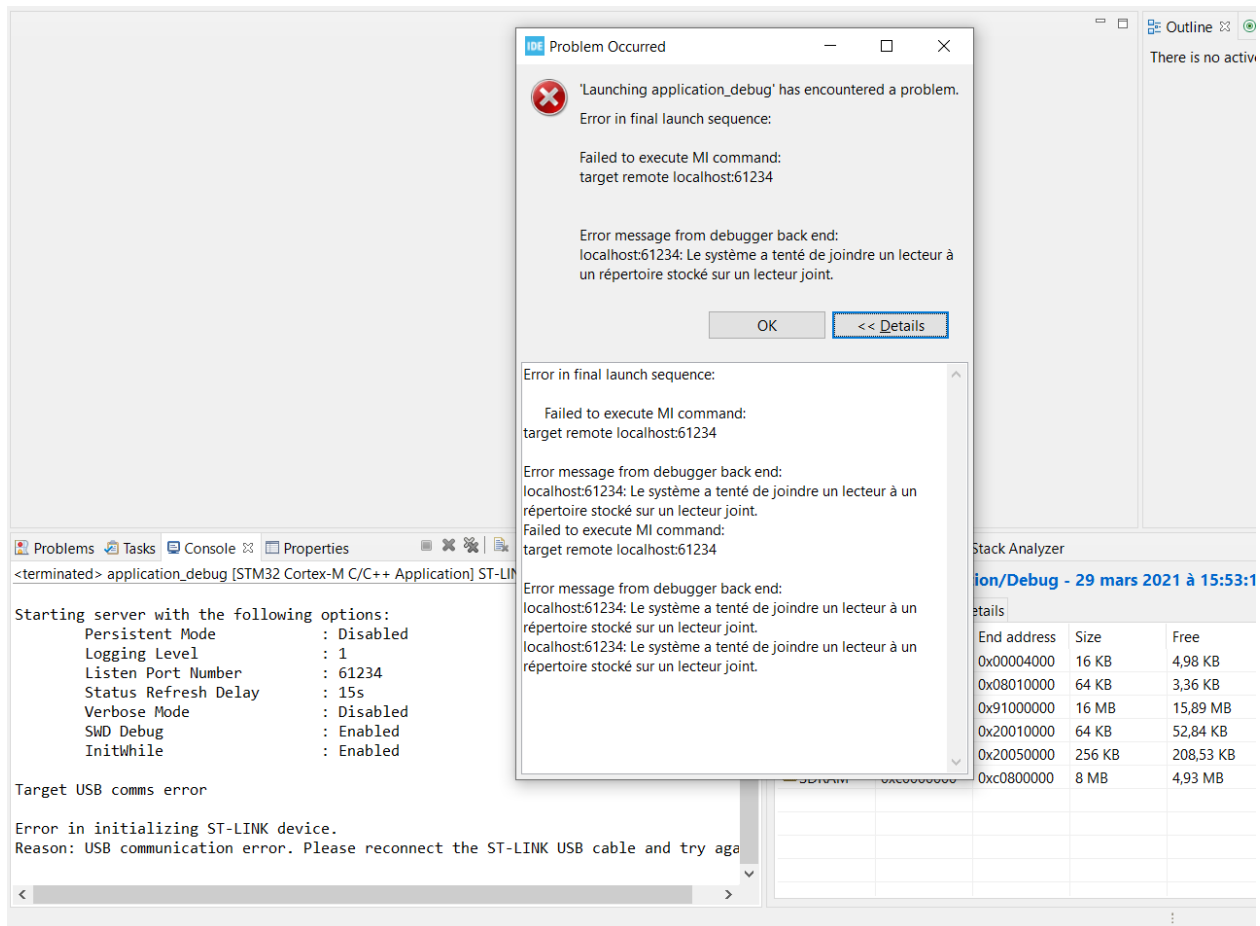 Outline
There is no activ
IDE Problem Occurred
'Launching application_debug' has encountered a problem.
Error in final launch sequence:
Failed to execute MI command:
target remote localhost:61234
Error message from debugger back end:
localhost:61234: Le système a tenté de joindre un lecteur à
un répertoire stocké sur un lecteur joint.
OK
<< Details
Error in final launch sequence:
Failed to execute MI command:
target remote localhost:61234
Error message from debugger back end:
localhost:61234: Le système a tenté de joindre un lecteur à un
répertoire stocké sur un lecteur joint.
Failed to execute MI command:
target remote localhost:61234
Error message from debugger back end:
localhost:61234: Le système a tenté de joindre un lecteur à un
répertoire stocké sur un lecteur joint.
localhost:61234: Le système a tenté de joindre un lecteur à un
répertoire stocké sur un lecteur joint.
Problems Tasks Console Properties
<terminated> application_debug [STM32 Cortex-M C/C++ Application] ST-LIN
Starting server with the following options:
Persistent Mode : Disabled
Logging Level : 1
Listen Port Number : 61234
Status Refresh Delay : 15s
Verbose Mode : Disabled
SWD Debug : Enabled
InitWhile : Enabled
Target USB comms error
Error in initializing ST-LINK device.
Reason: USB communication error. Please reconnect the ST-LINK USB cable and try aga
Stack Analyzer
ion/Debug - 29 mars 2021 à 15:53:1
etails
End address Size Free
0x00004000 16 KB 4,98 KB
0x08010000 64 KB 3,36 KB
0x91000000 16 MB 15,89 MB
0x20010000 64 KB 52,84 KB
0x20050000 256 KB 208,53 KB
SDRAM 0xc0000000 0xc0800000 8 MB 4,93 MB